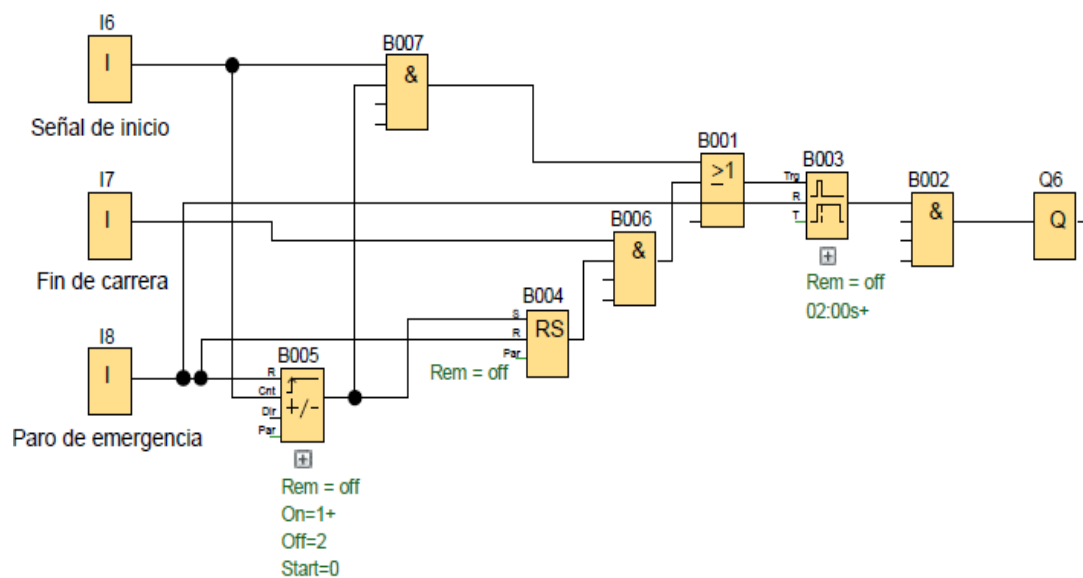 I6
I
Señal de inicio
B007
&
I7
I
Fin de carrera
B001
>1
B003
Trg
R
T
Rem = off
02:00s+
B002
&
Q6
Q
B006
&
B004
S
R
Par
RS
Rem = off
I8
I
Paro de emergencia
B005
R
Cnt
Dir
Par
+/-
Rem = off
On=1+
Off=2
Start=0